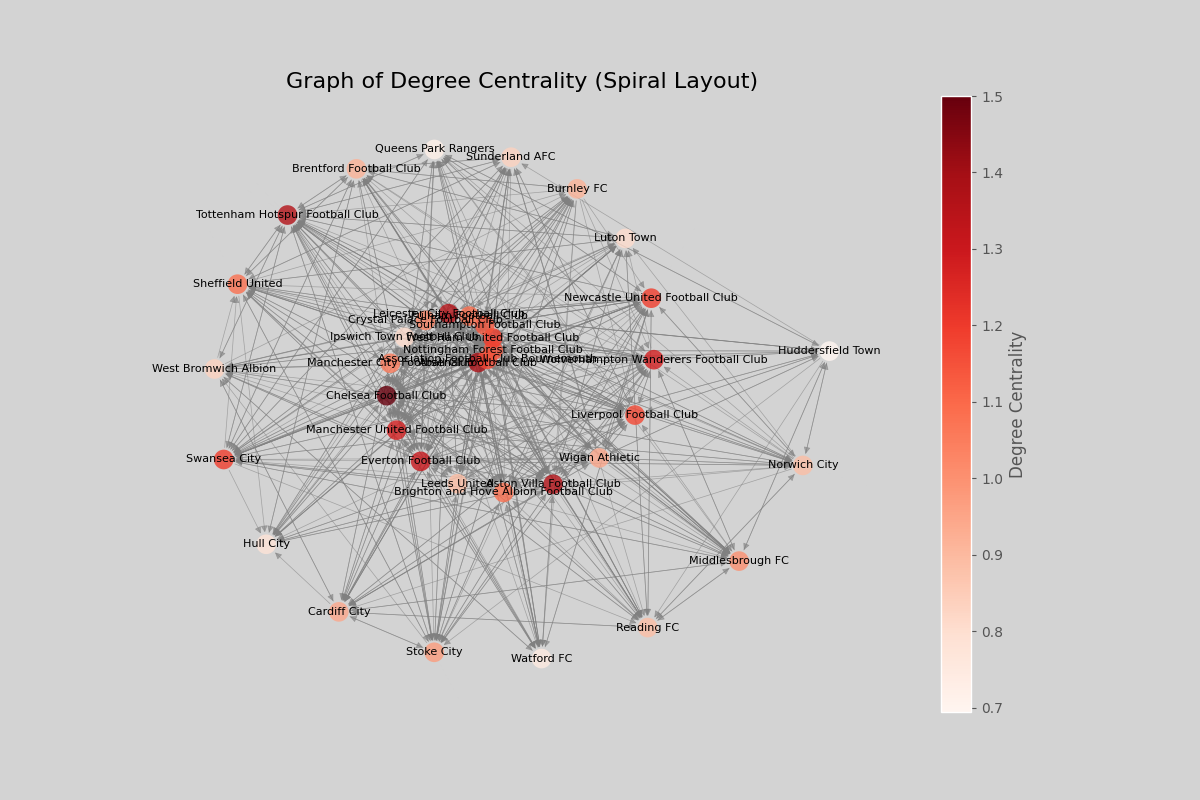 Graph of Degree Centrality (Spiral Layout)
Queens Park Rangers
Sunderland AFC
Brentford Football Club
Burnley FC
Tottenham Hotspur Football Club
Luton Town
Sheffield United
Newcastle United Football Club
Leicester City Football Club
Fulham Football Club
Crystal Palace Football Club
Southampton Football Club
Ipswich Town Football Club
West Ham United Football Club
Nottingham Forest Football Club
Huddersfield Town
Association Football Club Bournemouth
Wolverhampton Wanderers Football Club
Manchester City Football Club
Arsenal Football Club
West Bromwich Albion
Chelsea Football Club
Liverpool Football Club
Manchester United Football Club
Swansea City
Everton Football Club
Wigan Athletic
Norwich City
Leeds United
Aston Villa Football Club
Brighton and Hove Albion Football Club
Hull City
Middlesbrough FC
Cardiff City
Reading FC
Stoke City
Watford FC
1.5
1.4
1.3
1.2
1.1
1.0
0.9
0.8
0.7
Degree Centrality